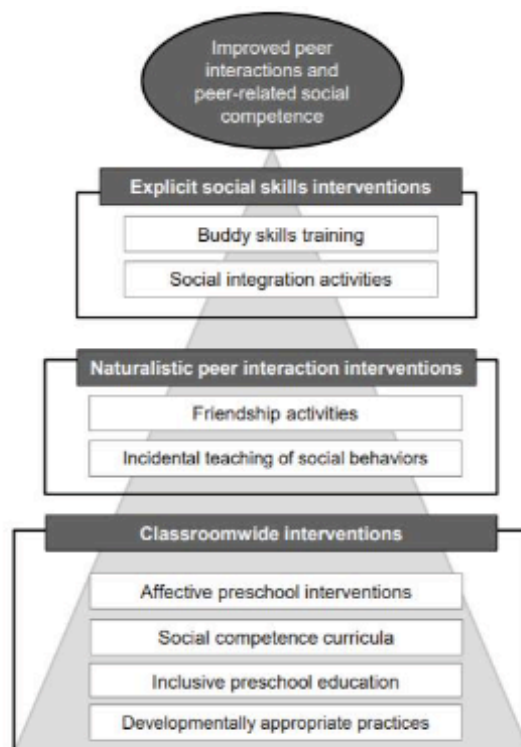 Improved peer
interactions and
peer-related social
competence
Explicit social skills interventions
Buddy skills training
Social integration activities
Naturalistic peer interaction interventions
Friendship activities
Incidental teaching of social behaviors
Classroomwide interventions
Affective preschool interventions
Social competence curricula
Inclusive preschool education
Developmentally appropriate practices